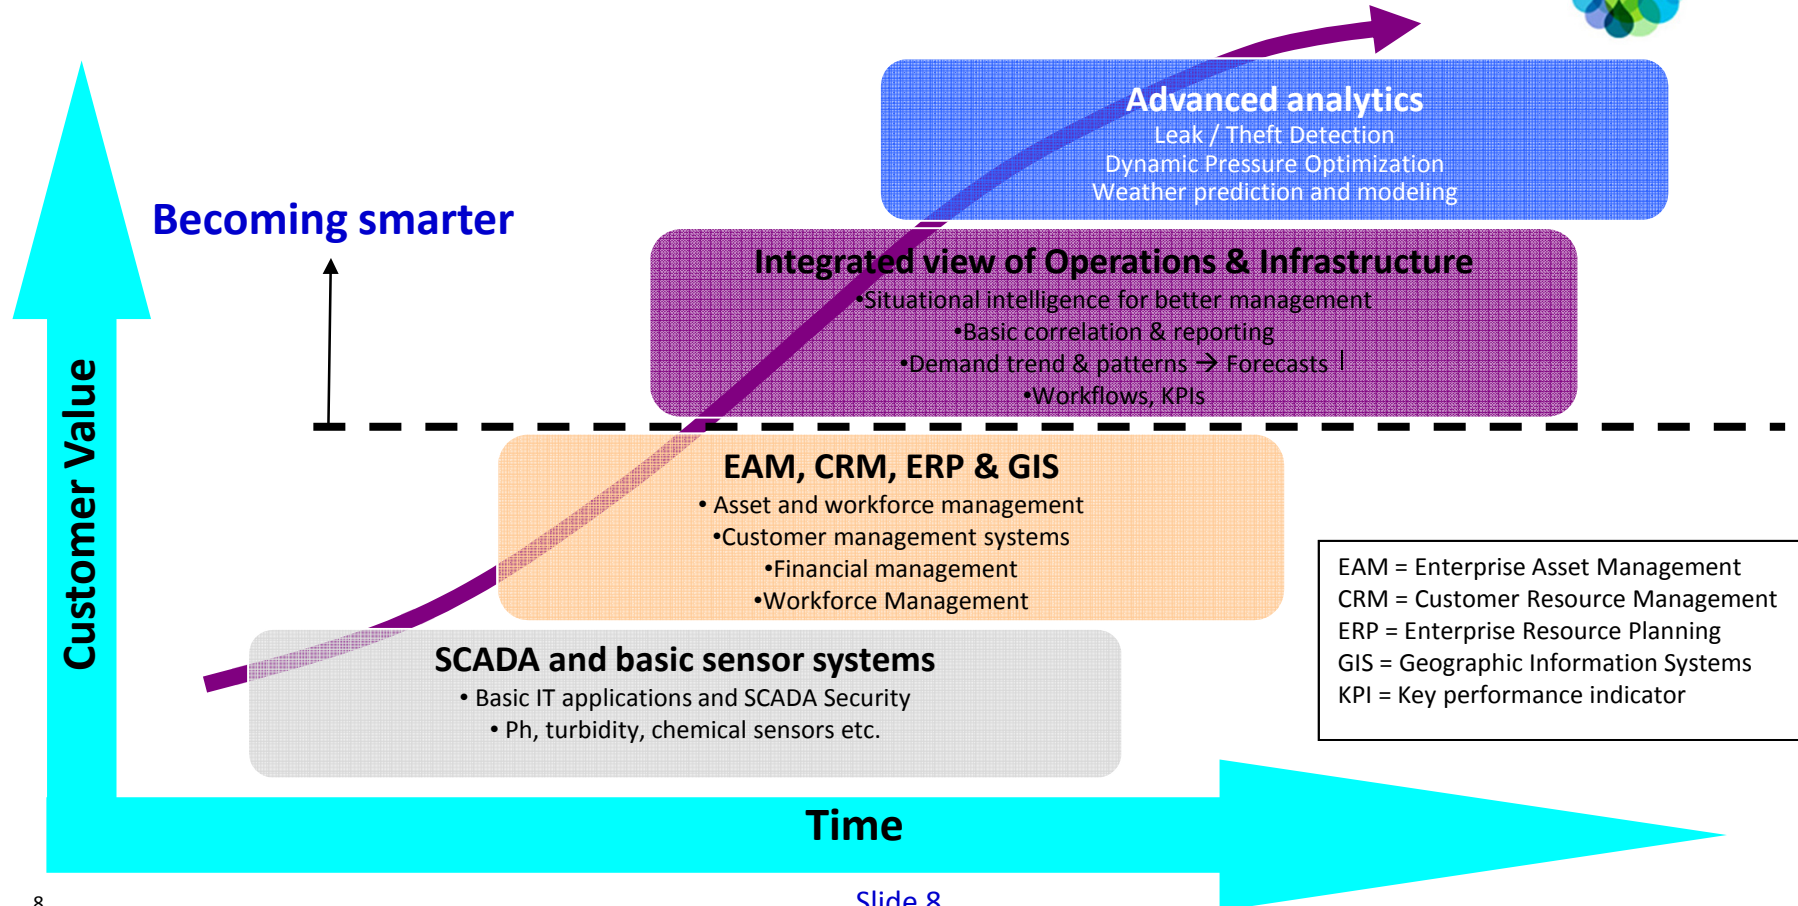 Advanced analytics
Leak / Theft Detection
Dynamic Pressure Optimization
Weather prediction and modeling
Becoming smarter
Integrated view of Operations & Infrastructure
•Situational intelligence for better management
•Basic correlation & reporting
•Demand trend & patterns → Forecasts
•Workflows, KPIs
Customer Value
EAM, CRM, ERP & GIS
• Asset and workforce management
•Customer management systems
•Financial management
•Workforce Management
EAM = Enterprise Asset Management
CRM = Customer Resource Management
ERP = Enterprise Resource Planning
GIS = Geographic Information Systems
KPI = Key performance indicator
SCADA and basic sensor systems
• Basic IT applications and SCADA Security
• Ph, turbidity, chemical sensors etc.
Time
8
Slide 8